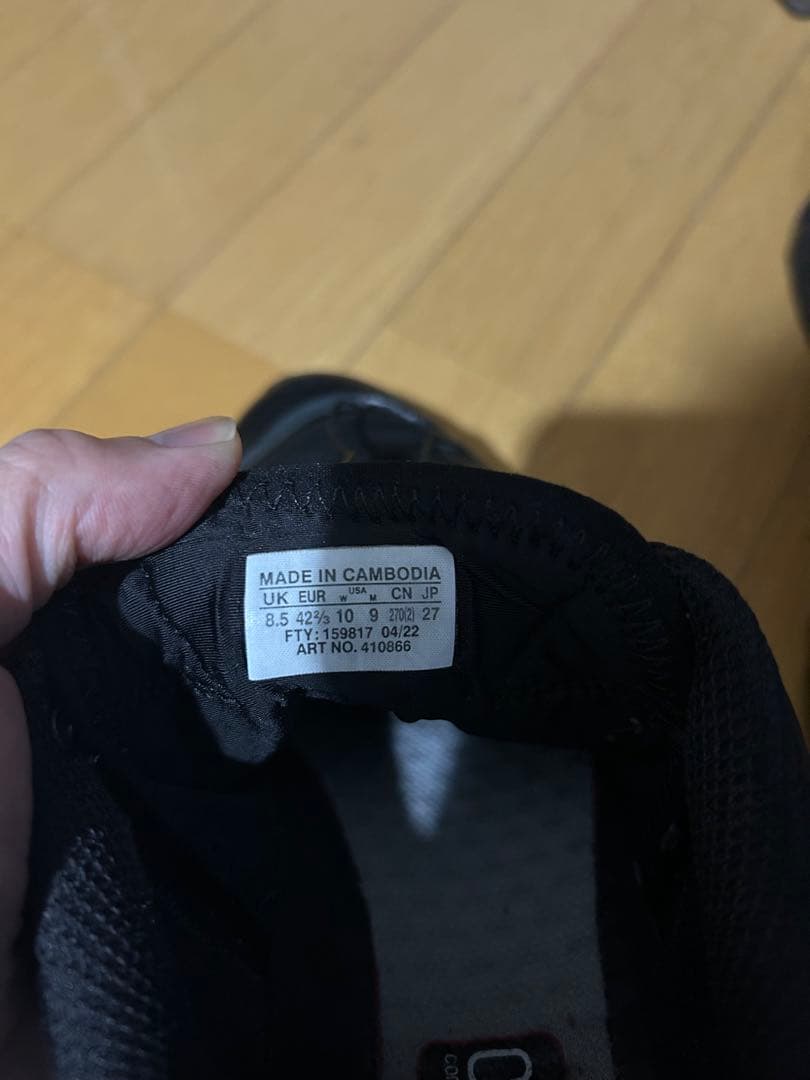 MADE IN CAMBODIA
UK EUR W USA M CN JP
8.5 42⅔ 10 9 270(2) 27
FTY: 159817 04/22
ART NO. 410866